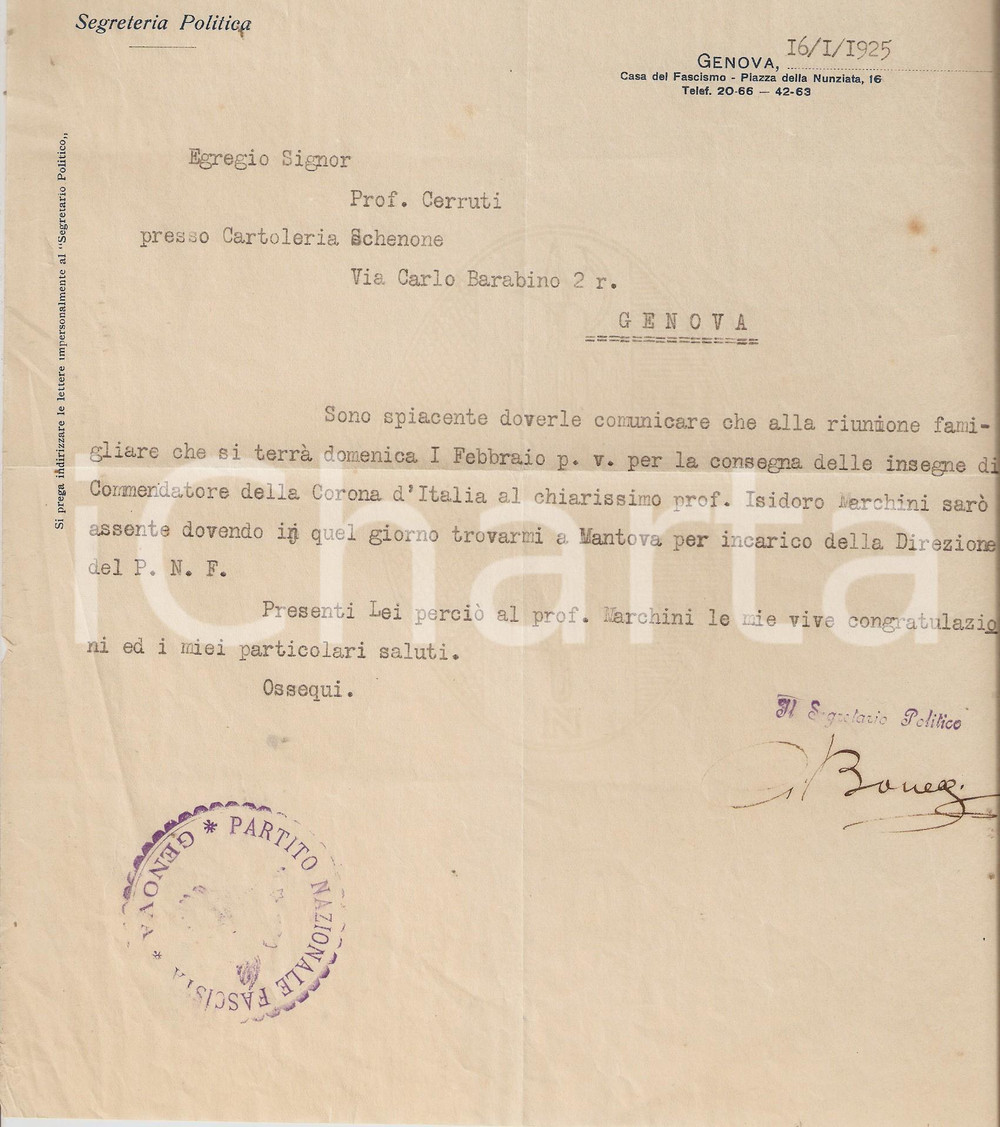 Segreteria Politica
GENOVA, 16/I/1925
Casa del Fascismo - Piazza della Nunziata, 16
Telef. 20-66 — 42-63
Si prega indirizzare le lettere impersonalmente al "Segretario Politico„
Egregio Signor
Prof. Cerruti
presso Cartoleria Schenone
Via Carlo Barabino 2 r.
G E N O V A
Sono spiacente doverle comunicare che alla riunione fami-
gliare che si terrà domenica I Febbraio p. v. per la consegna delle insegne di
Commendatore della Corona d'Italia al chiarissimo prof. Isidoro Marchini sarò
assente dovendo in quel giorno trovarmi a Mantova per incarico della Direzione
del P. N. F.
Presenti Lei perciò al prof. Marchini le mie vive congratulazio
ni ed i miei particolari saluti.
Ossequi.
Il Segretario Politico
* PARTITO NAZIONALE FASCISTA * GENOVA
iCharta